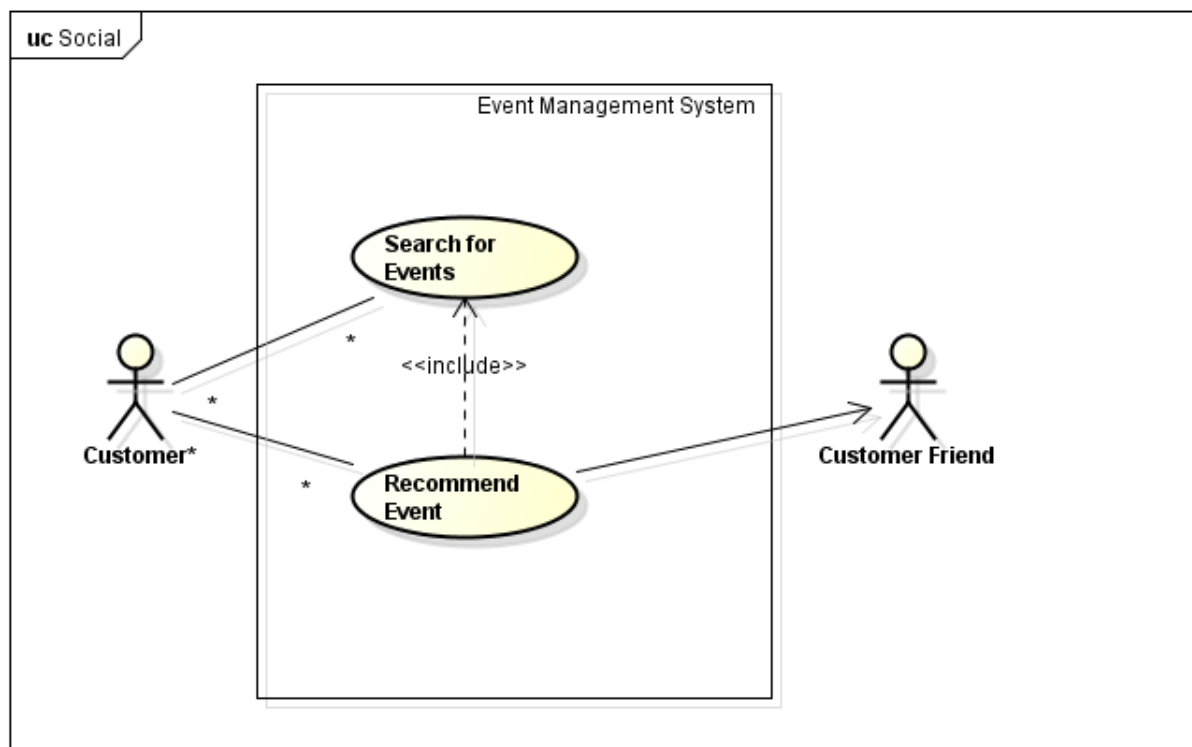 uc Social
Event Management System
Search for
Events
*
<<include>>
*
Customer*
Customer Friend
*
Recommend
Event